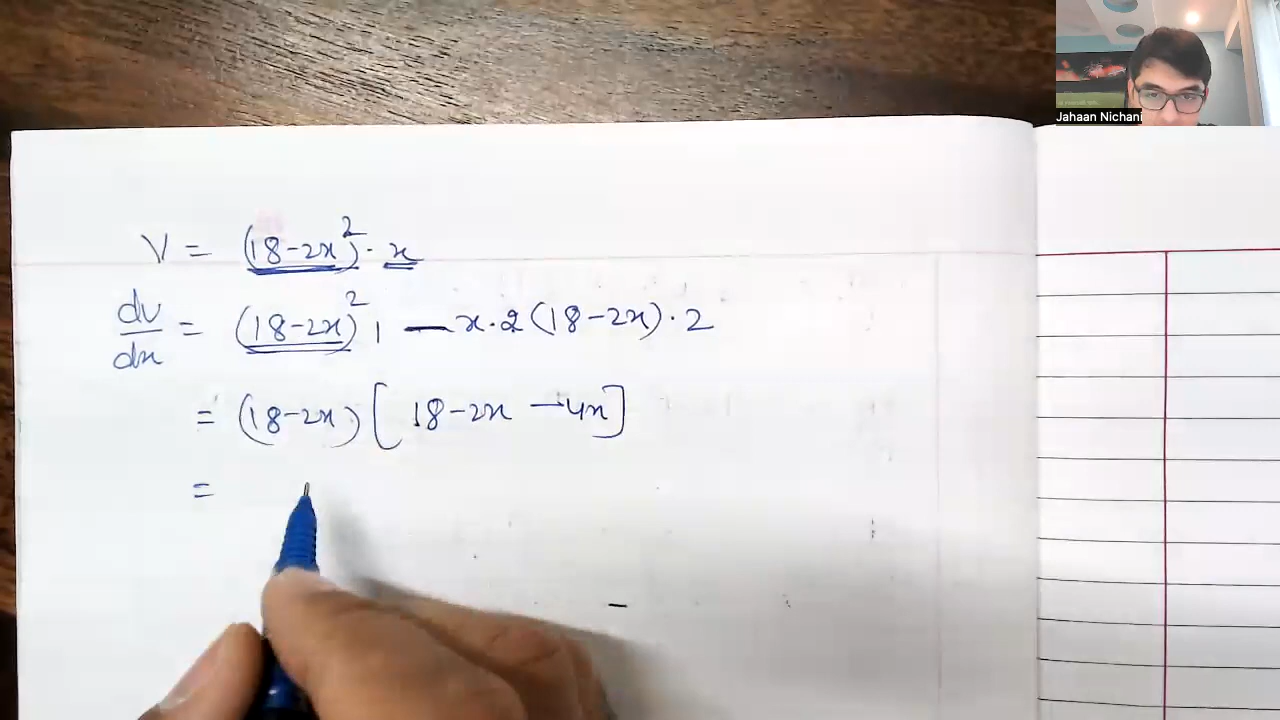 Jahaan Nichani
V = (18-2x)² · x
dv/dx = (18-2x)² 1 — x·2(18-2x)·2
= (18-2x) [18-2x - 4x]
=